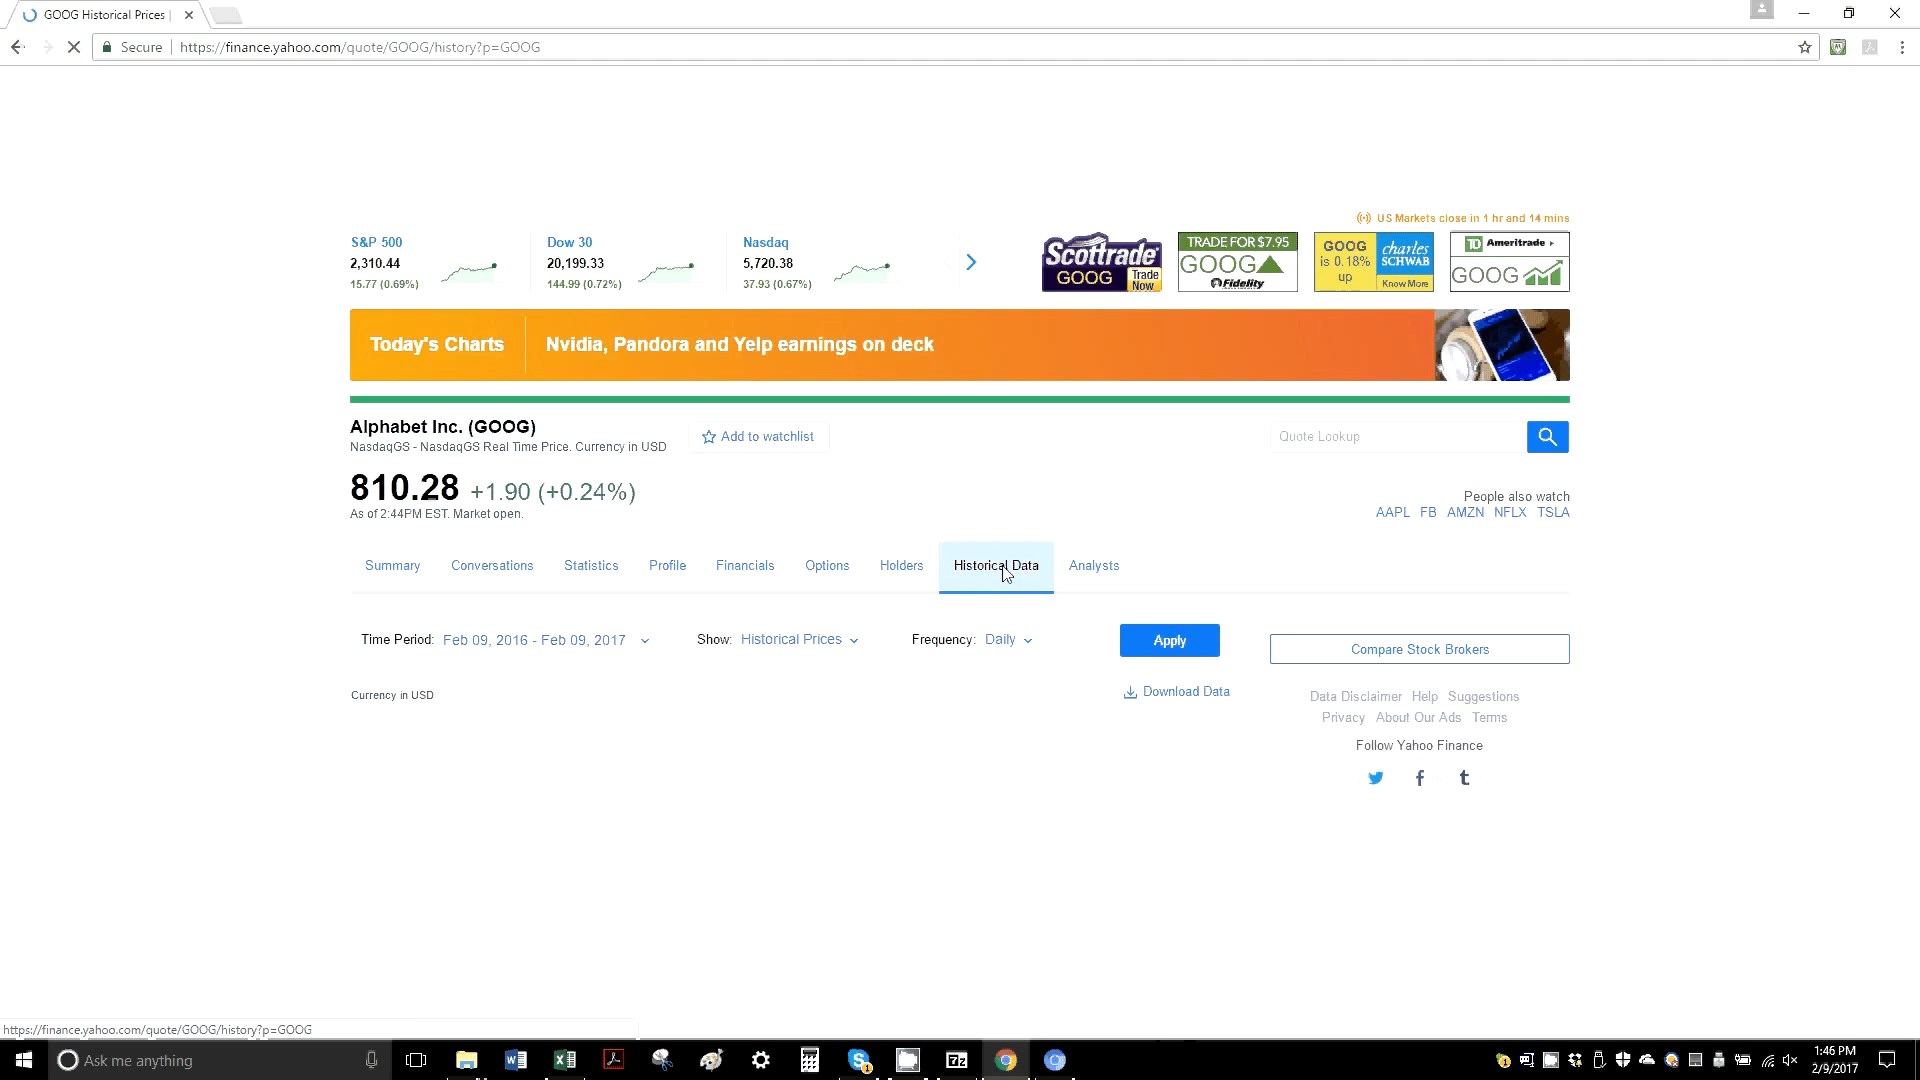 GOOG Historical Prices |
Secure | https://finance.yahoo.com/quote/GOOG/history?p=GOOG
US Markets close in 1 hr and 14 mins
S&P 500
2,310.44
15.77 (0.69%)
Dow 30
20,199.33
144.99 (0.72%)
Nasdaq
5,720.38
37.93 (0.67%)
Scottrade
GOOG Trade Now
TRADE FOR $7.95
GOOG
Fidelity
GOOG
is 0.18%
up
charles
SCHWAB
Know More
TD Ameritrade
GOOG
Today's Charts
Nvidia, Pandora and Yelp earnings on deck
Alphabet Inc. (GOOG)
NasdaqGS - NasdaqGS Real Time Price. Currency in USD
Add to watchlist
Quote Lookup
810.28 +1.90 (+0.24%)
As of 2:44PM EST. Market open.
People also watch
AAPL FB AMZN NFLX TSLA
Summary Conversations Statistics Profile Financials Options Holders Historical Data Analysts
Time Period: Feb 09, 2016 - Feb 09, 2017 Show: Historical Prices Frequency: Daily Apply
Compare Stock Brokers
Currency in USD
Download Data
Data Disclaimer Help Suggestions
Privacy About Our Ads Terms
Follow Yahoo Finance
https://finance.yahoo.com/quote/GOOG/history?p=GOOG
Ask me anything
7z
1:46 PM
2/9/2017